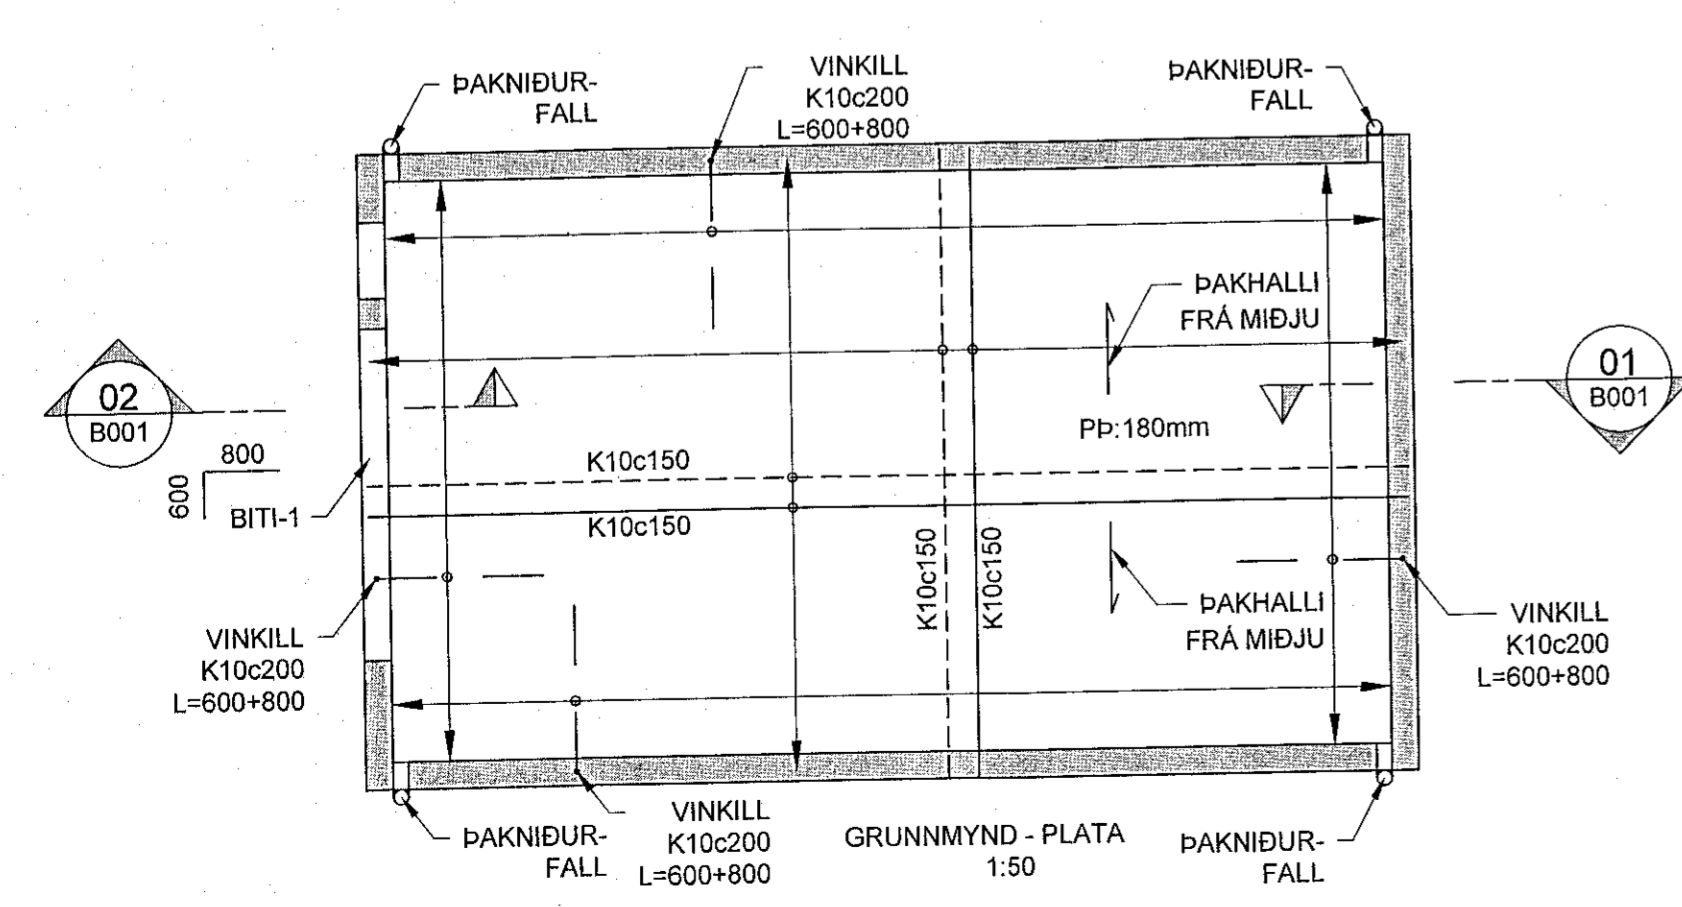 ÞAKNIÐUR-
FALL
VINKILL
K10c200
L=600+800
ÞAKNIÐUR-
FALL
ÞAKHALLI
FRÁ MIÐJU
02
B001
01
B001
PÞ:180mm
800
600
BITI-1
K10c150
K10c150
K10c150
K10c150
ÞAKHALLI
FRÁ MIÐJU
VINKILL
K10c200
L=600+800
VINKILL
K10c200
L=600+800
ÞAKNIÐUR-
FALL
VINKILL
K10c200
L=600+800
GRUNNMYND - PLATA
1:50
ÞAKNIÐUR-
FALL